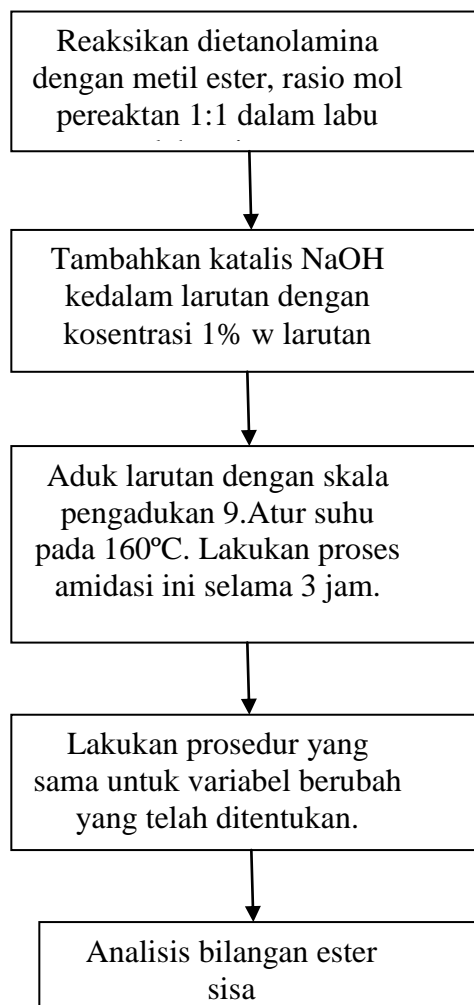 Reaksikan dietanolamina
dengan metil ester, rasio mol
pereaktan 1:1 dalam labu
Tambahkan katalis NaOH
kedalam larutan dengan
kosentrasi 1% w larutan
Aduk larutan dengan skala
pengadukan 9.Atur suhu
pada 160ºC. Lakukan proses
amidasi ini selama 3 jam.
Lakukan prosedur yang
sama untuk variabel berubah
yang telah ditentukan.
Analisis bilangan ester
sisa